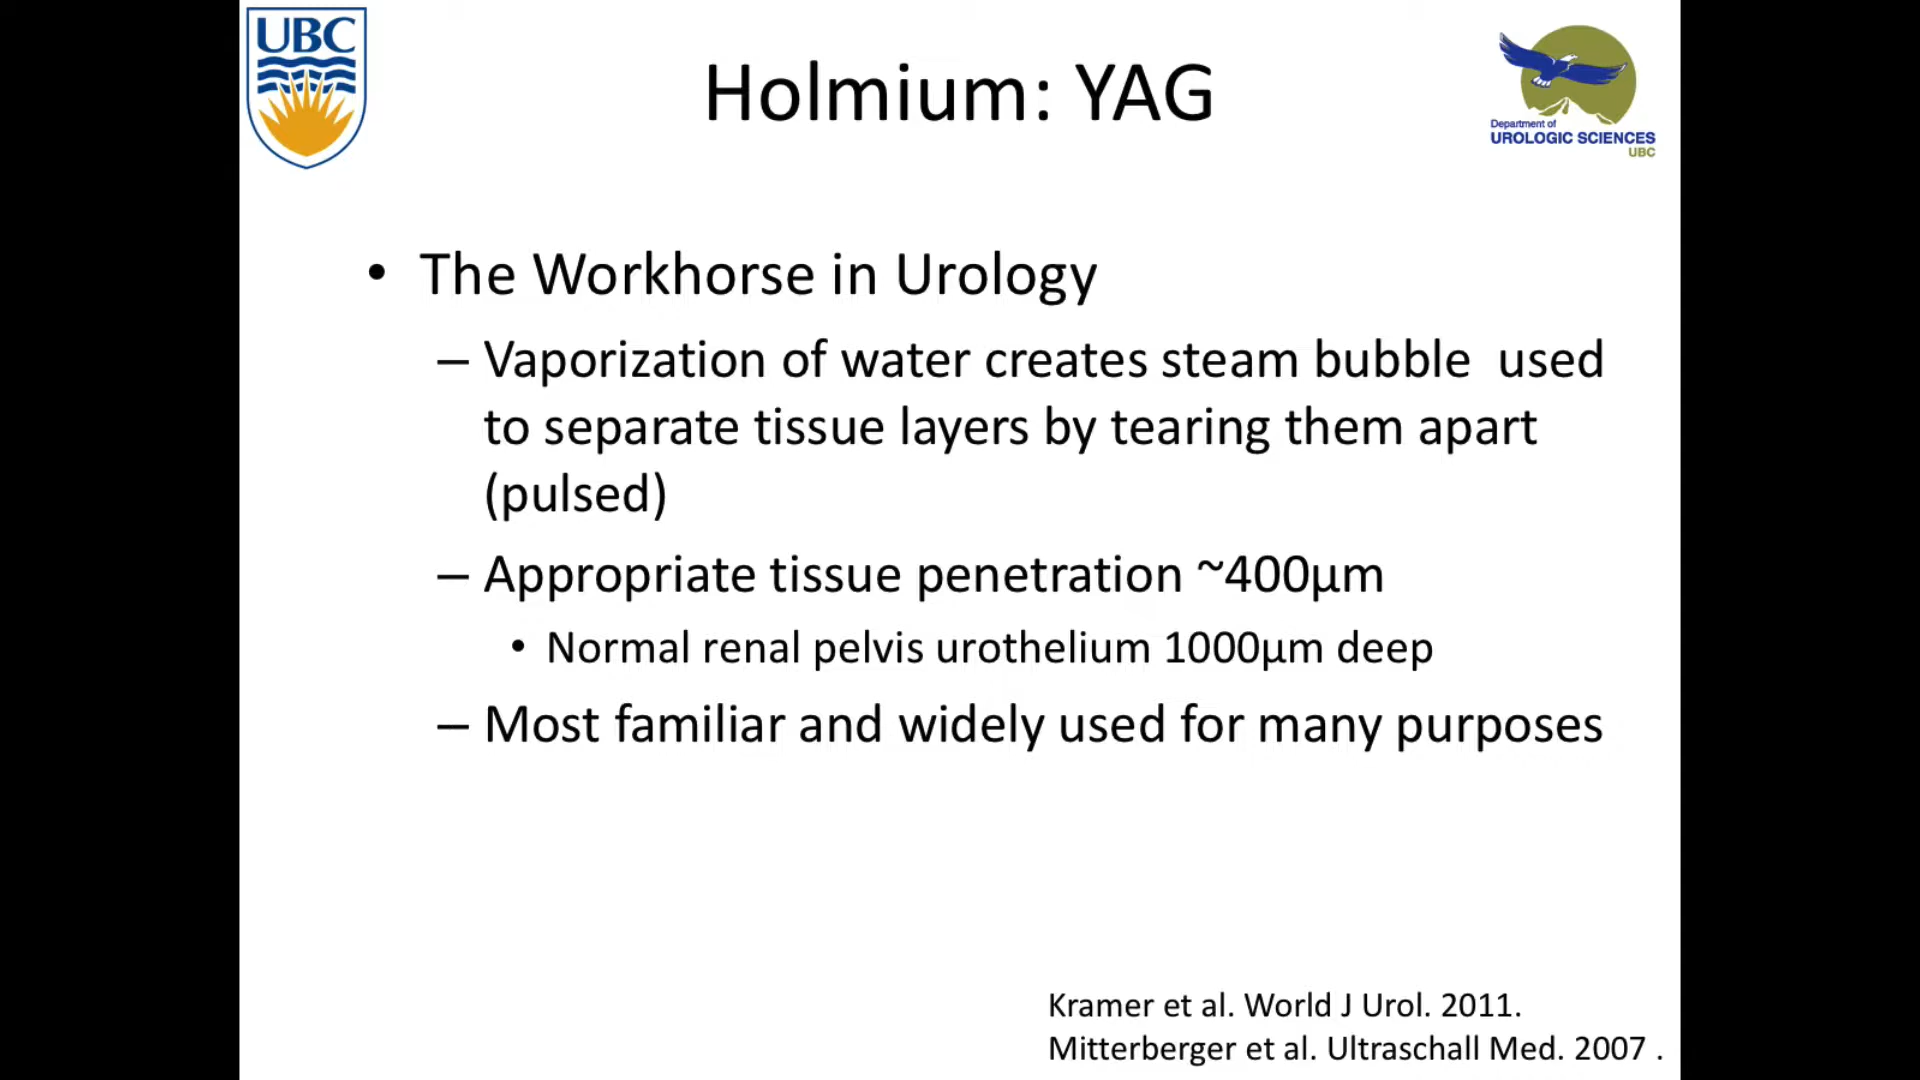 UBC
Holmium: YAG
Department of
UROLOGIC SCIENCES
UBC
• The Workhorse in Urology
– Vaporization of water creates steam bubble  used
to separate tissue layers by tearing them apart
(pulsed)
– Appropriate tissue penetration ~400µm
• Normal renal pelvis urothelium 1000µm deep
– Most familiar and widely used for many purposes
Kramer et al. World J Urol. 2011.
Mitterberger et al. Ultraschall Med. 2007 .